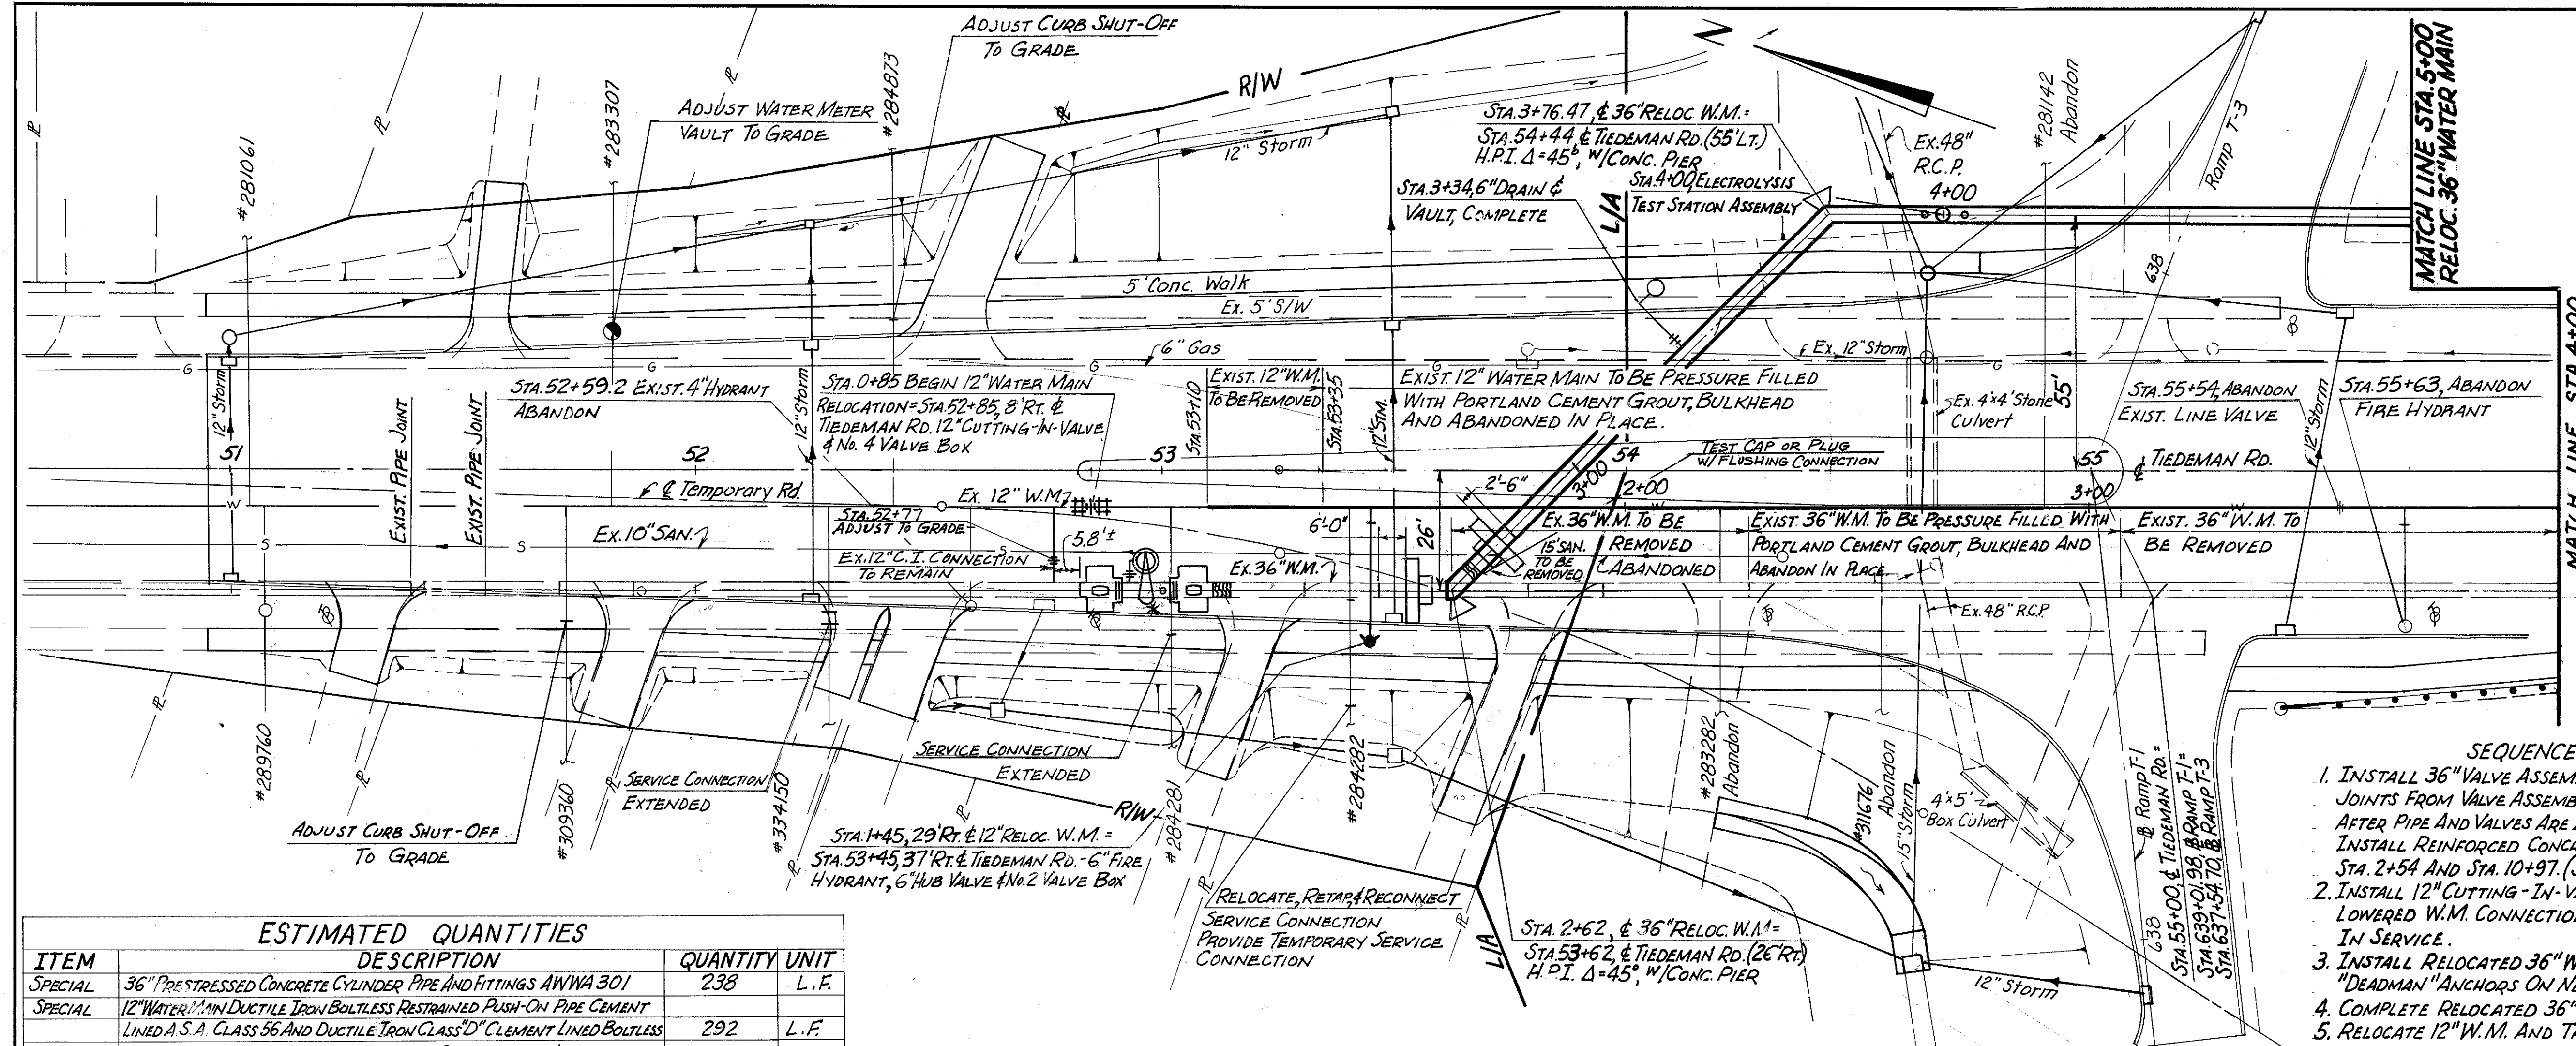 ADJUST CURB SHUT-OFF
TO GRADE
ADJUST WATER METER
VAULT TO GRADE
#281061
#283307
#284873
R/W
12" Storm
N
STA.3+76.47, ℄ 36" RELOC. W.M.=
STA.54+44, ℄ TIEDEMAN RD.(55'LT.)
H.P.I. Δ=45°, W/CONC. PIER
STA.3+34, 6" DRAIN &
VAULT, COMPLETE
STA.4+00, ELECTROLYSIS
TEST STATION ASSEMBLY
L/A
Ex. 48"
R.C.P.
4+00
#281142
Abandon
Ramp T-3
MATCH LINE STA. 5+00
RELOC. 36" WATER MAIN
5' Conc. Walk
Ex. 5' S/W
6" Gas
G
G
G
G
Ex. 12" Storm
638
55'
12" Storm
STA. 52+59.2 EXIST. 4" HYDRANT
ABANDON
12" Storm
STA. 0+85 BEGIN 12" WATER MAIN
RELOCATION = STA. 52+85, 8' RT. ℄
TIEDEMAN RD. 12" CUTTING-IN-VALVE
& NO. 4 VALVE BOX
EXIST. 12" W.M.
TO BE REMOVED
STA.53+10
STA.53+35
12" STM.
EXIST. 12" WATER MAIN TO BE PRESSURE FILLED
WITH PORTLAND CEMENT GROUT, BULKHEAD
AND ABANDONED IN PLACE.
Ex. 4'x4' Stone
Culvert
STA. 55+54, ABANDON
EXIST. LINE VALVE
12" Storm
STA. 55+63, ABANDON
FIRE HYDRANT
MATCH LINE STA. 4+00
EXIST. PIPE JOINT
EXIST. PIPE JOINT
51
52
53
54
55
℄ TIEDEMAN RD.
TEST CAP OR PLUG
W/FLUSHING CONNECTION
3+00
2+00
3+00
2'-6"
℄ Temporary Rd.
Ex. 12" W.M.
W
W
W
STA. 52+77
ADJUST TO GRADE
Ex. 10" SAN.
S
S
S
5.8'±
6'-0"
26'
Ex. 12" C.I. CONNECTION
TO REMAIN
Ex. 36" W.M.
15" SAN.
TO BE
REMOVED
EX. 36" W.M. TO BE
REMOVED
ABANDONED
EXIST. 36" W.M. TO BE PRESSURE FILLED WITH
PORTLAND CEMENT GROUT, BULKHEAD AND
ABANDON IN PLACE
EXIST. 36" W.M. TO
BE REMOVED
Ex. 48" R.C.P.
#289760
ADJUST CURB SHUT-OFF
TO GRADE
#309360
SERVICE CONNECTION
EXTENDED
#334150
SERVICE CONNECTION
EXTENDED
R/W
#284281
#284282
STA. 1+45, 29' RT. ℄ 12" RELOC. W.M.=
STA. 53+45, 37' RT. ℄ TIEDEMAN RD.-6" FIRE
HYDRANT, 6" HUB VALVE & NO. 2 VALVE BOX
RELOCATE, RETAP, & RECONNECT
SERVICE CONNECTION
PROVIDE TEMPORARY SERVICE
CONNECTION
L/A
STA. 2+62, ℄ 36" RELOC. W.M.=
STA. 53+62, ℄ TIEDEMAN RD. (26' RT.)
H.P.I. Δ=45°, W/CONC. PIER
#283282
Abandon
#311676
Abandon
15" Storm
4'x5'
Box Culvert
12" Storm
638
Ramp T-1
STA. 55+00, ℄ TIEDEMAN RD.=
STA. 639+01.98, RAMP T-1=
STA. 637+54.70, RAMP T-3
SEQUENCE
1. INSTALL 36" VALVE ASSEM
JOINTS FROM VALVE ASSEMB
AFTER PIPE AND VALVES ARE
INSTALL REINFORCED CONC
STA. 2+54 AND STA. 10+97.
2. INSTALL 12" CUTTING-IN-V
LOWERED W.M. CONNECTION
IN SERVICE.
3. INSTALL RELOCATED 36" W
"DEADMAN" ANCHORS ON N
4. COMPLETE RELOCATED 36"
5. RELOCATE 12" W.M. AND TA
ESTIMATED QUANTITIES
ITEM DESCRIPTION QUANTITY UNIT
SPECIAL 36" PRESTRESSED CONCRETE CYLINDER PIPE AND FITTINGS AWWA 301 238 L.F.
SPECIAL 12" WATER MAIN DUCTILE IRON BOLTLESS RESTRAINED PUSH-ON PIPE CEMENT
LINED A.S.A. CLASS 56 AND DUCTILE IRON CLASS "D" CLEMENT LINED BOLTLESS 292 L.F.